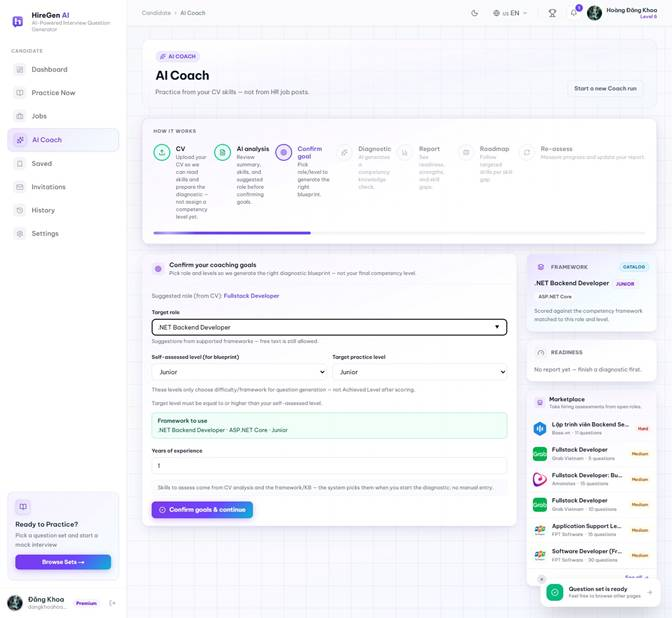 HireGen AI
AI-Powered Interview Question
Generator
CANDIDATE
Dashboard
Practice Now
Jobs
AI Coach
Saved
Invitations
History
Settings
Ready to Practice?
Pick a question set and start a
mock interview
Browse Sets →
Đăng Khoa
dangkhoahoa...
Premium
Candidate › AI Coach
US EN
1
Hoàng Đăng Khoa
Level 6
AI COACH
AI Coach
Practice from your CV skills — not from HR job posts.
Start a new Coach run
HOW IT WORKS
CV
Upload your
CV so we
can read
skills and
prepare the
diagnostic —
not assign a
competency
level yet.
AI analysis
Review
summary,
skills, and
suggested
role before
confirming
goals.
Confirm
goal
Pick
role/level to
generate the
right
blueprint.
Diagnostic
AI generates
a
competency
knowledge
check.
Report
See
readiness,
strengths,
and skill
gaps.
Roadmap
Follow
targeted
skills per skill
gap.
Re-assess
Measure progress and update your report.
Confirm your coaching goals
Pick role and levels so we generate the right diagnostic blueprint — not your final competency level.
Suggested role (from CV): Fullstack Developer
Target role
.NET Backend Developer
Suggestions from supported frameworks — free text is still allowed.
Self-assessed level (for blueprint)
Junior
Target practice level
Junior
These levels only choose difficulty/framework for question generation — not Achieved Level after scoring.
Target level must be equal to or higher than your self-assessed level.
Framework to use
.NET Backend Developer · ASP.NET Core · Junior
Years of experience
1
Skills to assess come from CV analysis and the framework/KB — the system picks them when you start the diagnostic, no manual entry.
Confirm goals & continue
FRAMEWORK
CATALOG
.NET Backend Developer JUNIOR
ASP.NET Core
Scored against the competency framework
matched to this role and level.
READINESS
No report yet — finish a diagnostic first.
Marketplace
Take hiring assessments from open roles.
Lập trình viên Backend Se...
Base.vn · 11 questions
Hard
Grab
Fullstack Developer
Grab Vietnam · 5 questions
Medium
Fullstack Developer: Bu...
Amanotes · 15 questions
Medium
Grab
Fullstack Developer
Grab Vietnam · 10 questions
Medium
Application Support Le...
FPT Software · 15 questions
Medium
Software Developer (Fr...
FPT Software · 30 questions
Medium
See all →
Question set is ready
Feel free to browse other pages